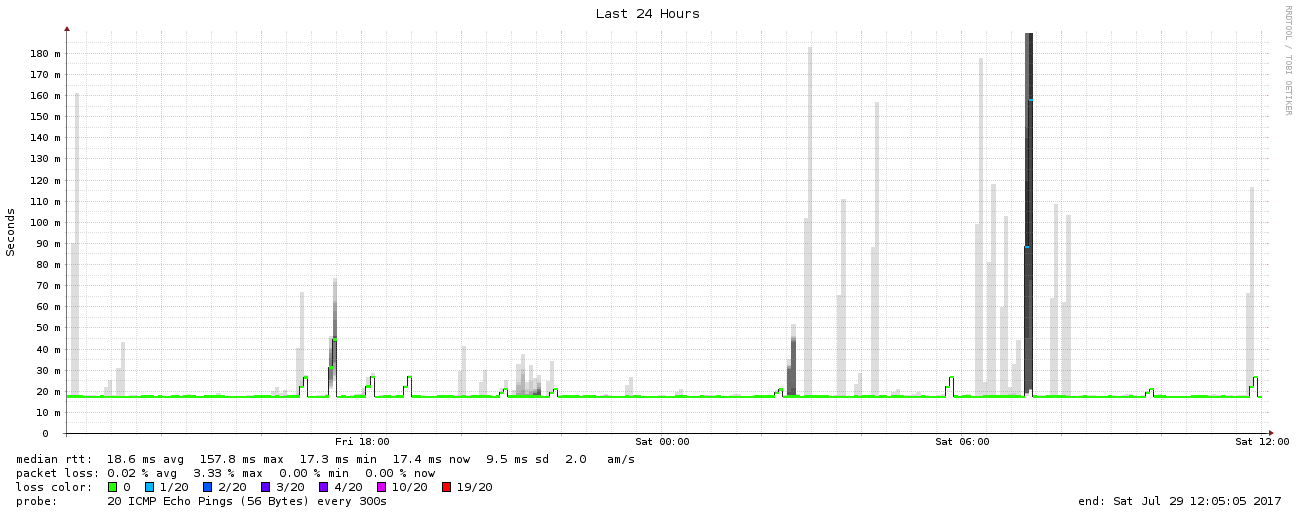 Last 24 Hours
RRDTOOL / TOBI OETIKER
Seconds
180 m
170 m
160 m
150 m
140 m
130 m
120 m
110 m
100 m
90 m
80 m
70 m
60 m
50 m
40 m
30 m
20 m
10 m
0
Fri 18:00 Sat 00:00 Sat 06:00 Sat 12:00
median rtt: 18.6 ms avg 157.8 ms max 17.3 ms min 17.4 ms now 9.5 ms sd 2.0 am/s
packet loss: 0.02 % avg 3.33 % max 0.00 % min 0.00 % now
loss color: 0 1/20 2/20 3/20 4/20 10/20 19/20
probe: 20 ICMP Echo Pings (56 Bytes) every 300s end: Sat Jul 29 12:05:05 2017